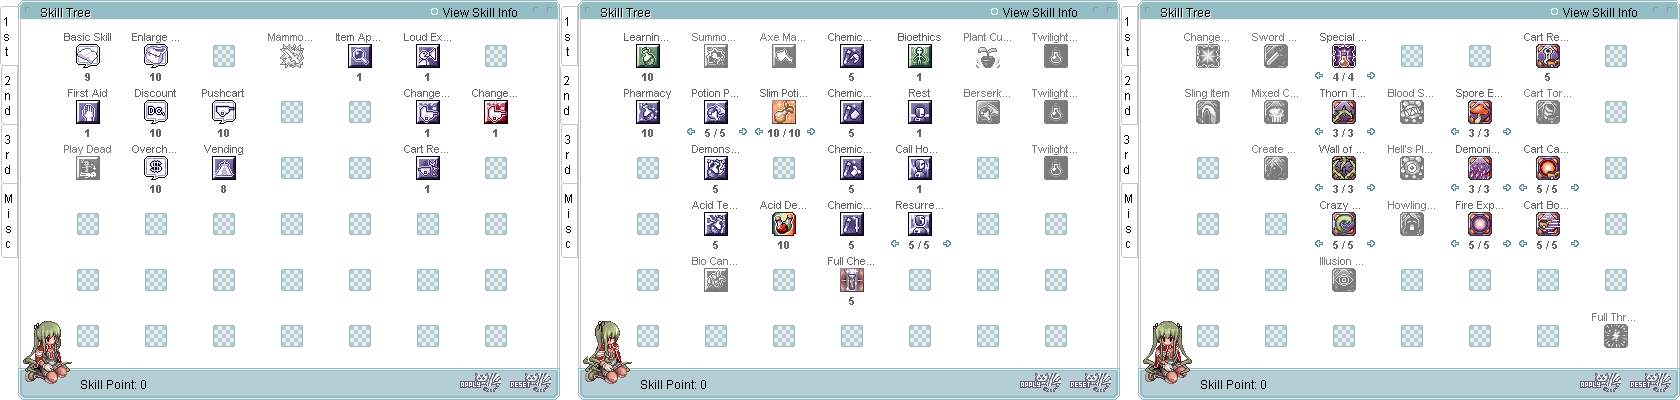 Skill Tree
View Skill Info
1st
2nd
3rd
Misc
Basic Skill Enlarge ... Mammo... Item Ap... Loud Ex...
9 10 1 1
First Aid Discount Pushcart Change... Change...
1 10 10 1 1
Play Dead Overch... Vending Cart Re...
10 8 1
Skill Point: 0
APPLY RESET
Skill Tree
View Skill Info
1st
2nd
3rd
Misc
Learnin... Summo... Axe Ma... Chemic... Bioethics Plant Cu... Twilight...
10 5 1
Pharmacy Potion P... Slim Poti... Chemic... Rest Berserk... Twilight...
10 5 / 5 10 / 10 5 1
Demons... Chemic... Call Ho... Twilight...
5 5 1
Acid Te... Acid De... Chemic... Resurre...
5 10 5 5 / 5
Bio Can... Full Che...
5
Skill Point: 0
APPLY RESET
Skill Tree
View Skill Info
1st
2nd
3rd
Misc
Change... Sword ... Special ... Cart Re...
4 / 4 5
Sling Item Mixed C... Thorn T... Blood S... Spore E... Cart Tor...
3 / 3 3 / 3
Create ... Wall of ... Hell's Pl... Demoni... Cart Ca...
3 / 3 3 / 3 5 / 5
Crazy ... Howling... Fire Exp... Cart Bo...
5 / 5 5 / 5 5 / 5
Illusion ...
Full Thr...
Skill Point: 0
APPLY RESET